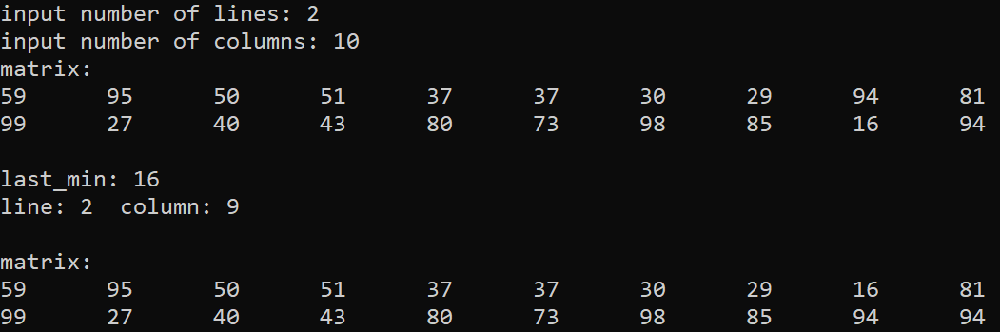 input number of lines: 2
input number of columns: 10
matrix:
59 95 50 51 37 37 30 29 94 81
99 27 40 43 80 73 98 85 16 94
last_min: 16
line: 2 column: 9
matrix:
59 95 50 51 37 37 30 29 16 81
99 27 40 43 80 73 98 85 94 94